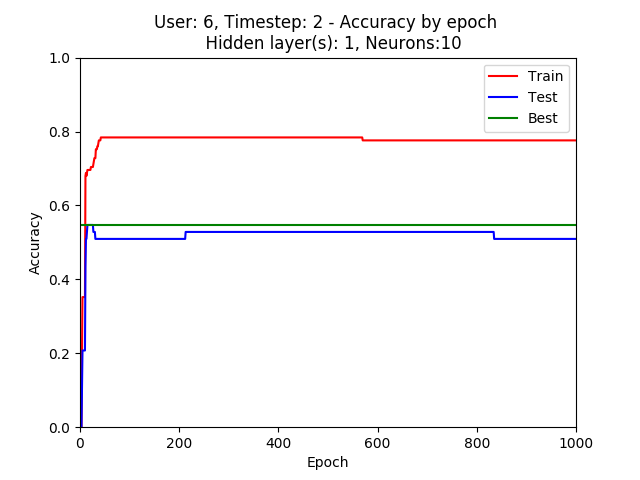 User: 6, Timestep: 2 - Accuracy by epoch
Hidden layer(s): 1, Neurons:10
Train
Test
Best
1.0
0.8
0.6
0.4
0.2
0.0
Accuracy
0 200 400 600 800 1000
Epoch